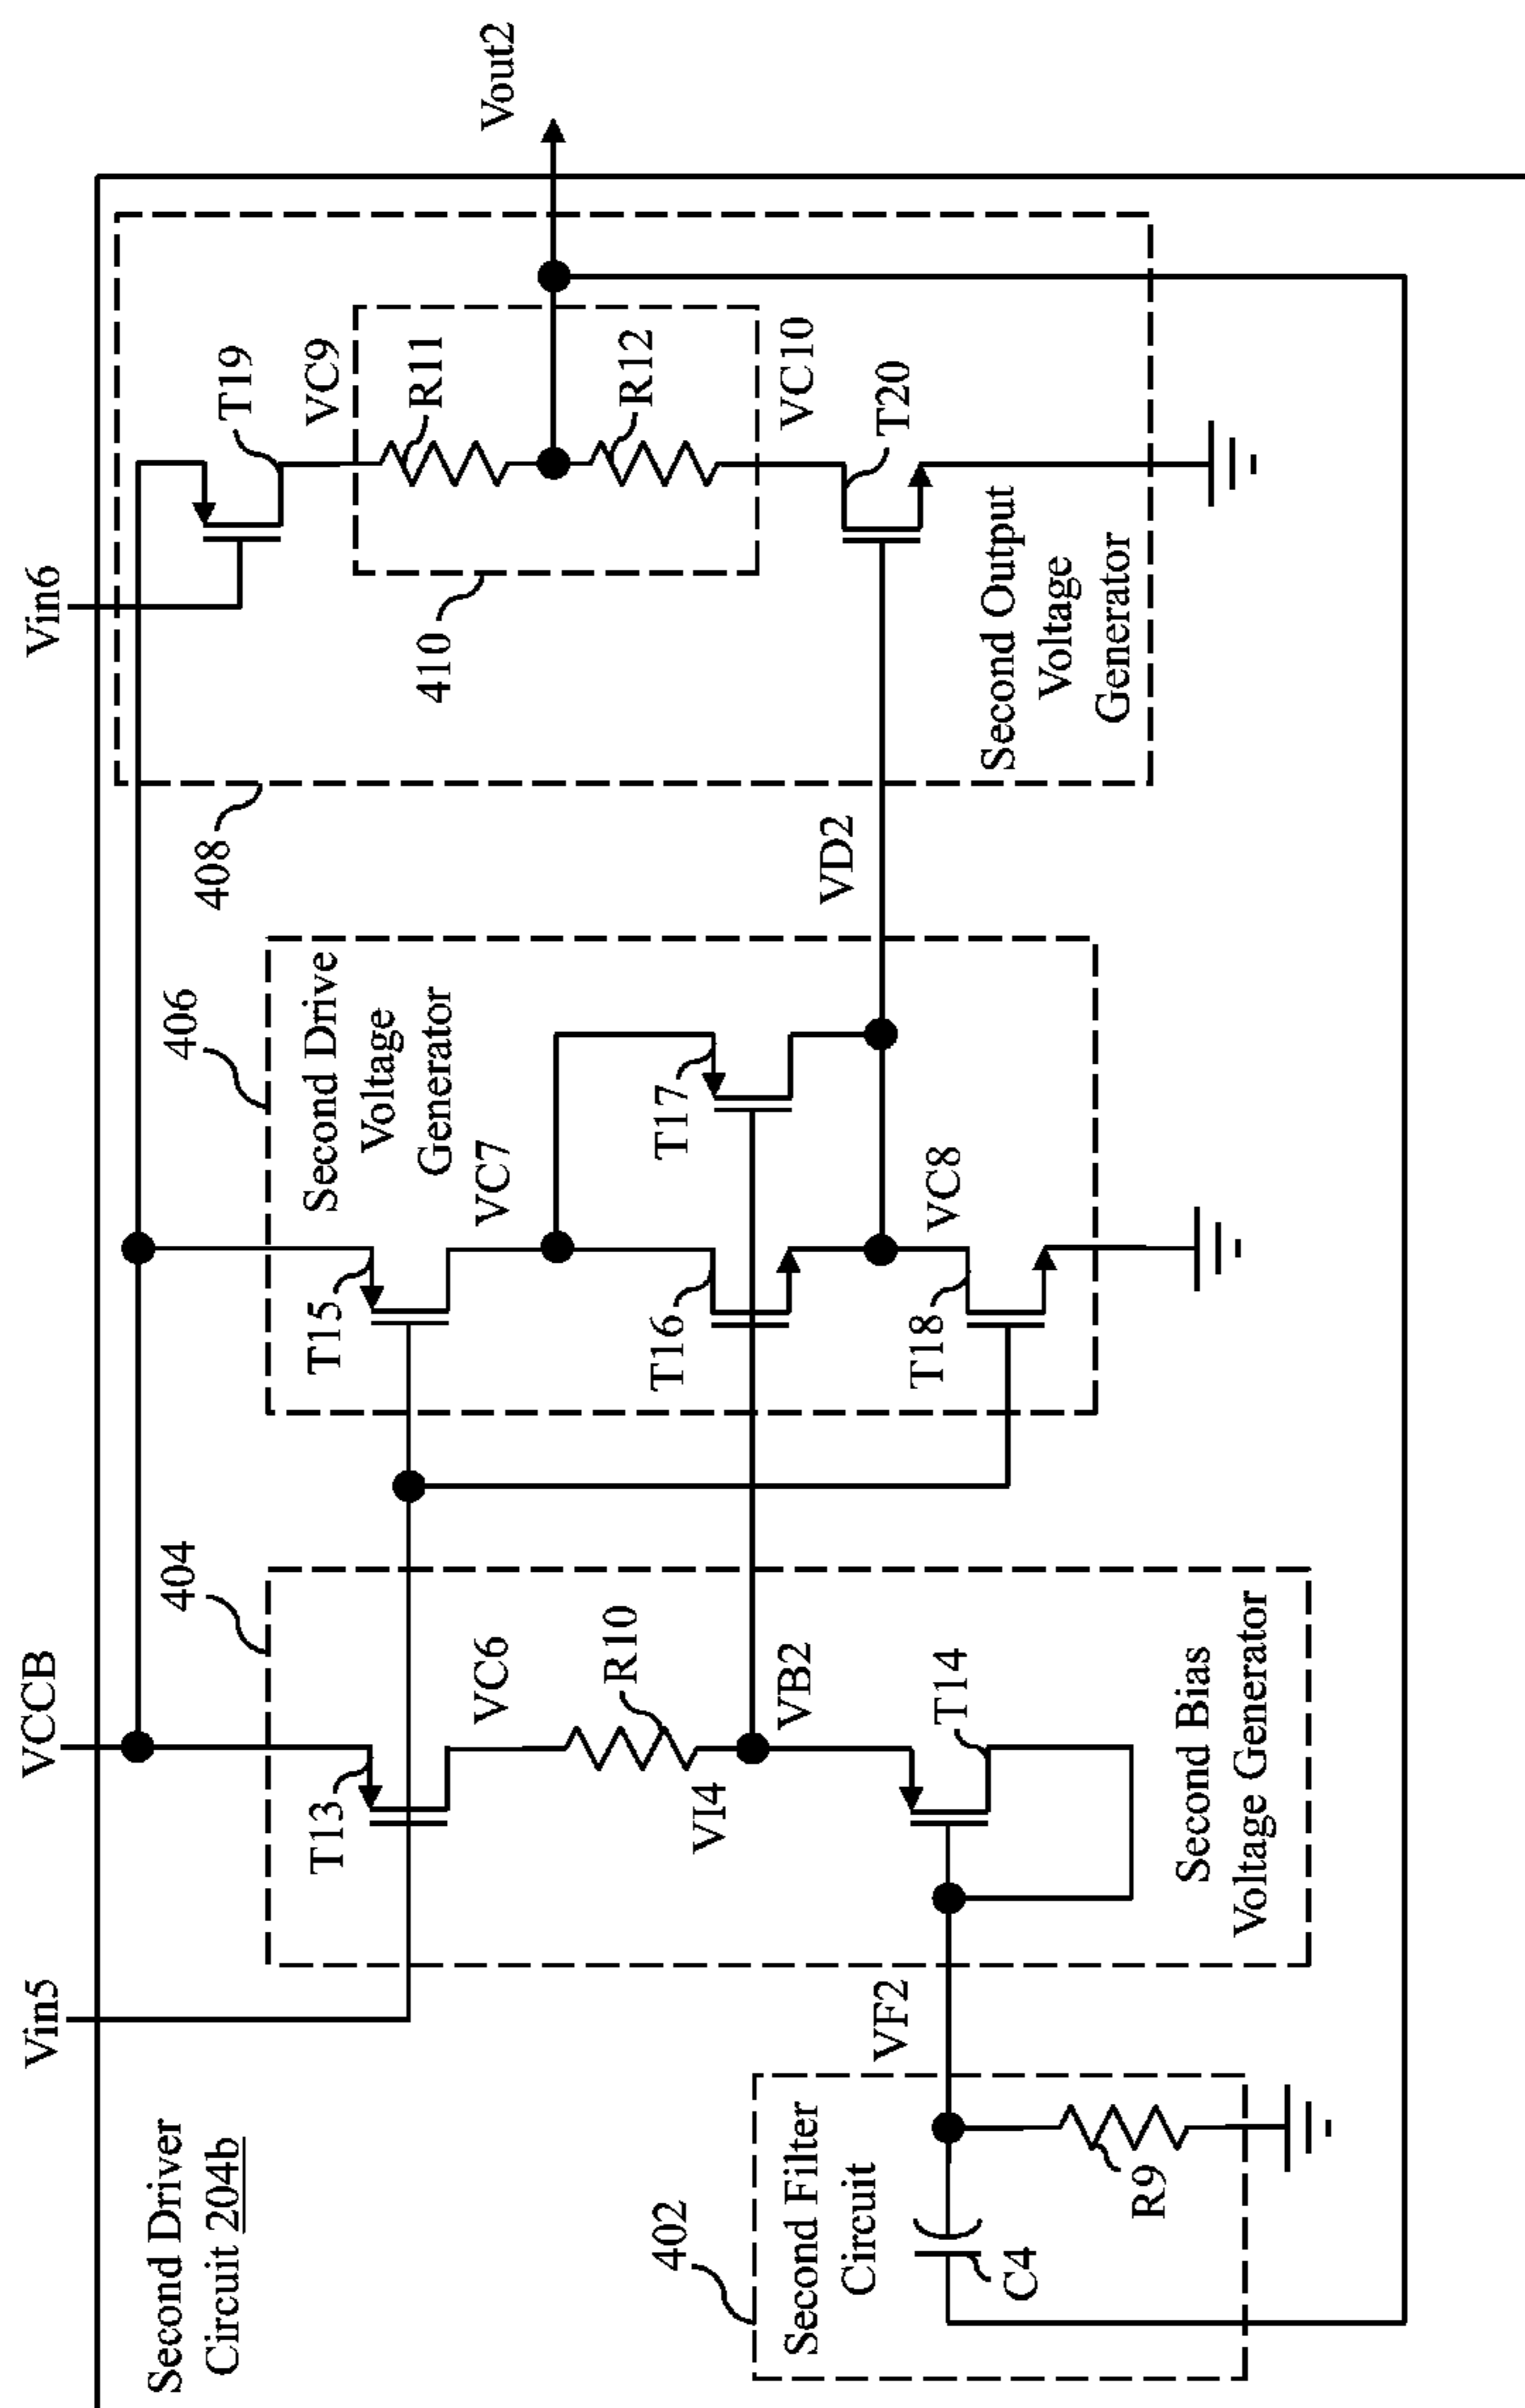 Second Driver
Circuit 204b
Vin5
VCCB
Vin6
Vout2
402
Second Filter
Circuit
C4
R9
VF2
404
T13
VC6
R10
VI4
VB2
T14
Second Bias
Voltage Generator
406
Second Drive
Voltage
Generator
T15
VC7
T16
T17
VC8
T18
VD2
408
T19
VC9
R11
R12
410
VC10
T20
Second Output
Voltage
Generator